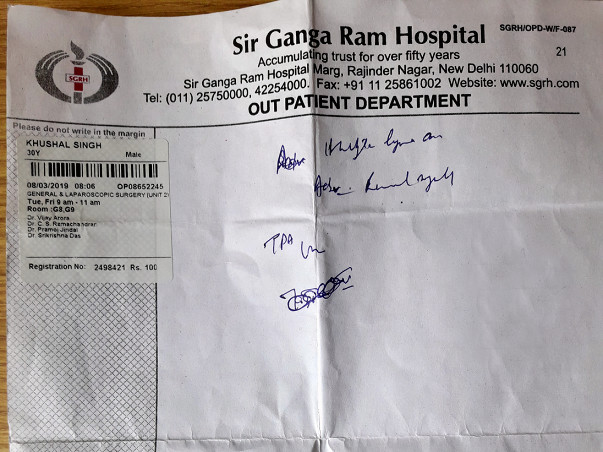 Sir Ganga Ram Hospital
SGRH/OPD-W/F-087
21
Accumulating trust for over fifty years
Sir Ganga Ram Hospital Marg, Rajinder Nagar, New Delhi 110060
Tel: (011) 25750000, 42254000. Fax: +91 11 25861002 Website: www.sgrh.com
OUT PATIENT DEPARTMENT
SGRH
Please do not write in the margin
KHUSHAL SINGH
30Y Male
08/03/2019 08:06 OP08652245
GENERAL & LAPAROSCOPIC SURGERY (UNIT 2)
Tue, Fri 9 am - 11 am
Room :G8,G9
Dr. Vijay Arora
Dr. C. S. Ramachandran
Dr. Pramoj Jindal
Dr. Srikrishna Das
Registration No: 2498421 Rs. 100
TPA